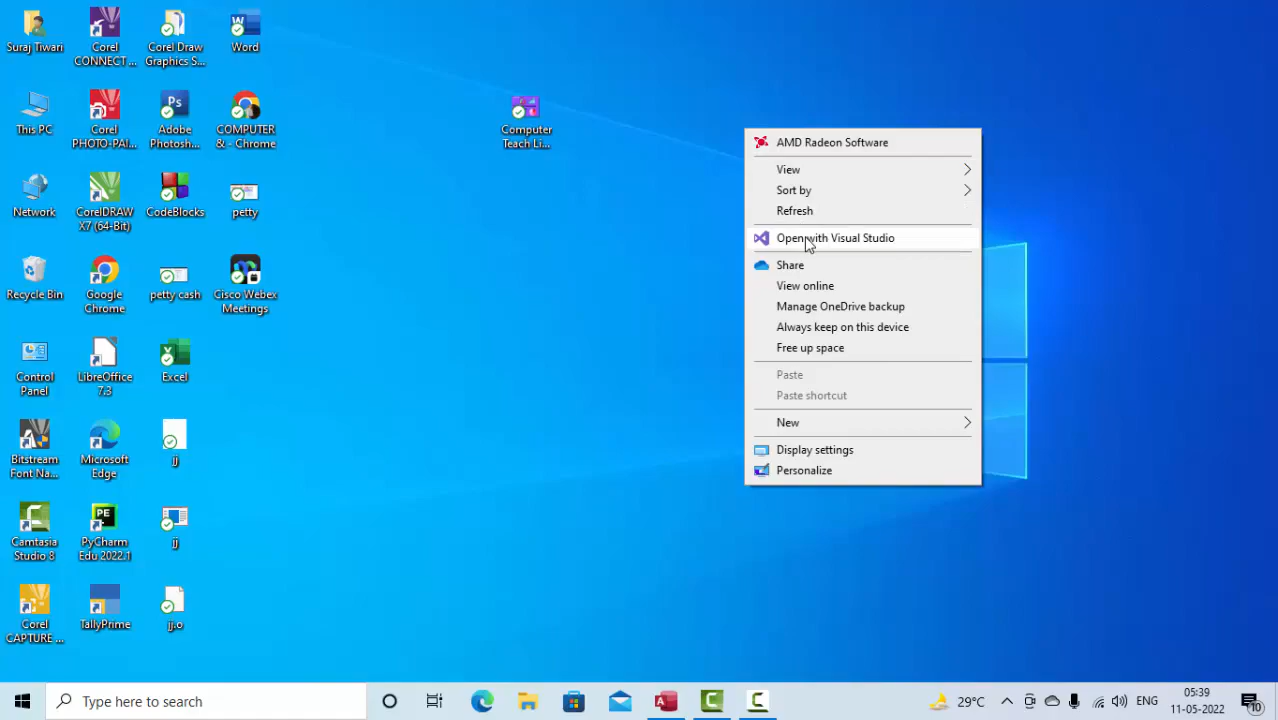 Suraj Tiwari
Corel
CONNECT ...
Corel Draw
Graphics S...
Word
This PC
Corel
PHOTO-PAI...
Adobe
Photosh...
COMPUTER
& - Chrome
Network
CorelDRAW
X7 (64-Bit)
CodeBlocks
petty
Recycle Bin
Google
Chrome
petty cash
Cisco Webex
Meetings
Control
Panel
LibreOffice
7.3
Excel
Bitstream
Font Na...
Microsoft
Edge
jj
Camtasia
Studio 8
PyCharm
Edu 2022.1
jj
Corel
CAPTURE ...
TallyPrime
jj.o
Computer
Teach Li...
AMD Radeon Software
View
Sort by
Refresh
Open with Visual Studio
Share
View online
Manage OneDrive backup
Always keep on this device
Free up space
Paste
Paste shortcut
New
Display settings
Personalize
Type here to search
29°C
ENG
05:39
11-05-2022
10